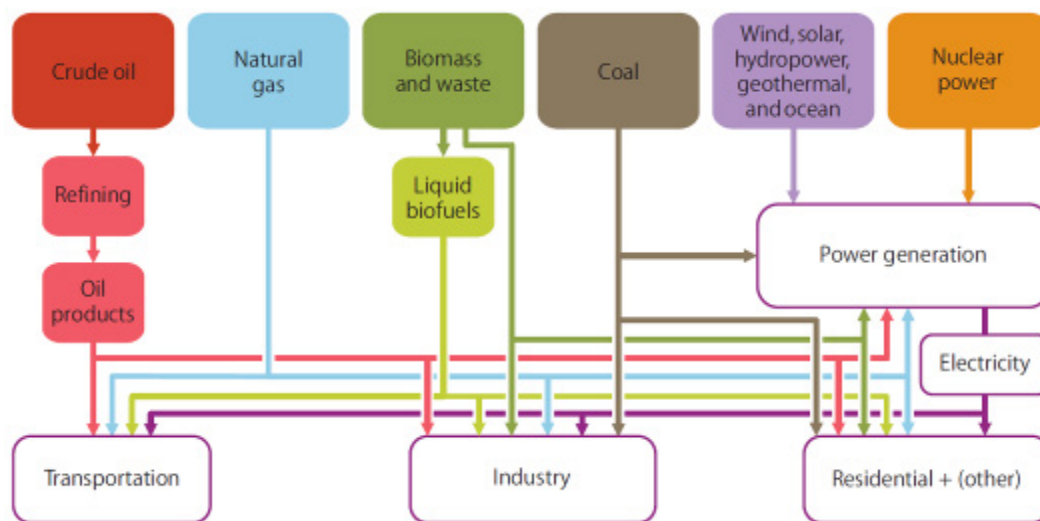 Crude oil
Natural
gas
Biomass
and waste
Coal
Wind, solar,
hydropower,
geothermal,
and ocean
Nuclear
power
Refining
Liquid
biofuels
Power generation
Oil
products
Electricity
Transportation
Industry
Residential + (other)